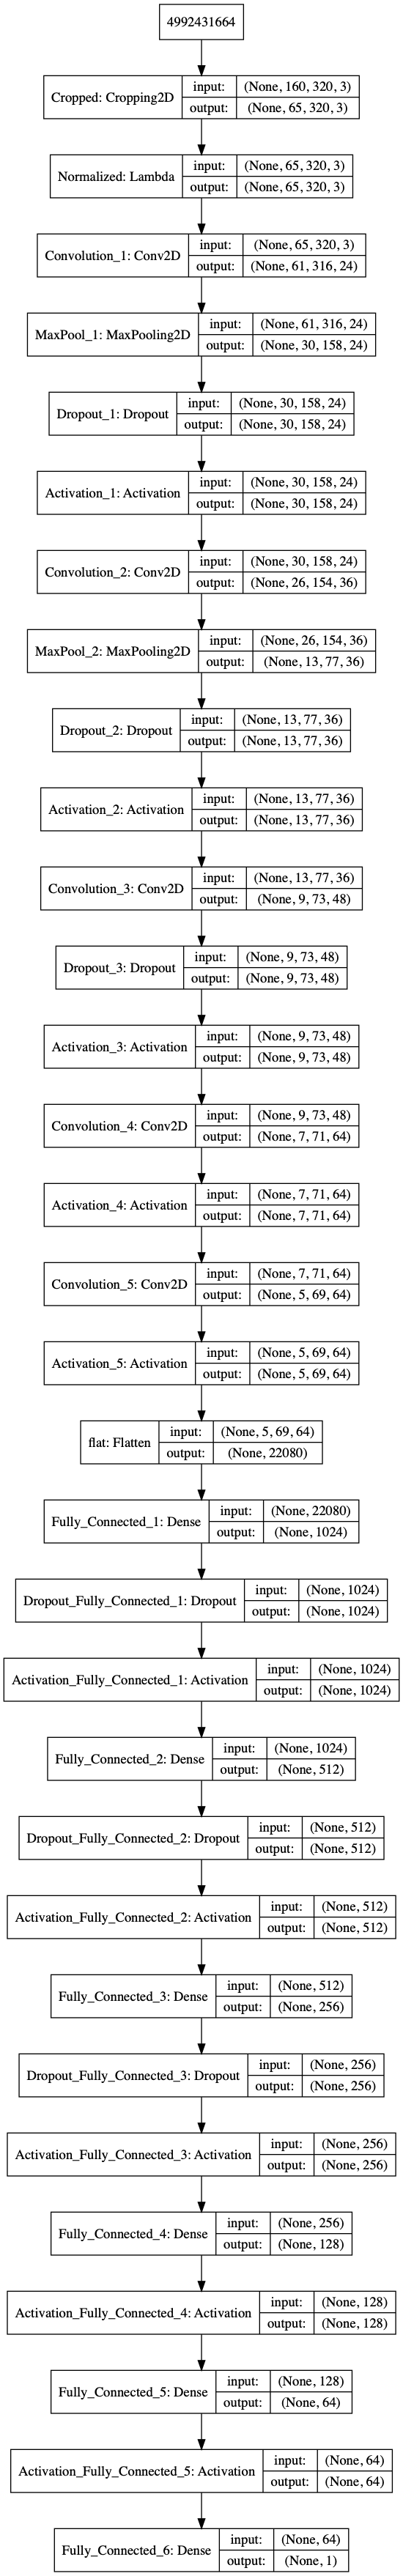 4992431664
Cropped: Cropping2D
input: (None, 160, 320, 3)
output: (None, 65, 320, 3)
Normalized: Lambda
input: (None, 65, 320, 3)
output: (None, 65, 320, 3)
Convolution_1: Conv2D
input: (None, 65, 320, 3)
output: (None, 61, 316, 24)
MaxPool_1: MaxPooling2D
input: (None, 61, 316, 24)
output: (None, 30, 158, 24)
Dropout_1: Dropout
input: (None, 30, 158, 24)
output: (None, 30, 158, 24)
Activation_1: Activation
input: (None, 30, 158, 24)
output: (None, 30, 158, 24)
Convolution_2: Conv2D
input: (None, 30, 158, 24)
output: (None, 26, 154, 36)
MaxPool_2: MaxPooling2D
input: (None, 26, 154, 36)
output: (None, 13, 77, 36)
Dropout_2: Dropout
input: (None, 13, 77, 36)
output: (None, 13, 77, 36)
Activation_2: Activation
input: (None, 13, 77, 36)
output: (None, 13, 77, 36)
Convolution_3: Conv2D
input: (None, 13, 77, 36)
output: (None, 9, 73, 48)
Dropout_3: Dropout
input: (None, 9, 73, 48)
output: (None, 9, 73, 48)
Activation_3: Activation
input: (None, 9, 73, 48)
output: (None, 9, 73, 48)
Convolution_4: Conv2D
input: (None, 9, 73, 48)
output: (None, 7, 71, 64)
Activation_4: Activation
input: (None, 7, 71, 64)
output: (None, 7, 71, 64)
Convolution_5: Conv2D
input: (None, 7, 71, 64)
output: (None, 5, 69, 64)
Activation_5: Activation
input: (None, 5, 69, 64)
output: (None, 5, 69, 64)
flat: Flatten
input: (None, 5, 69, 64)
output: (None, 22080)
Fully_Connected_1: Dense
input: (None, 22080)
output: (None, 1024)
Dropout_Fully_Connected_1: Dropout
input: (None, 1024)
output: (None, 1024)
Activation_Fully_Connected_1: Activation
input: (None, 1024)
output: (None, 1024)
Fully_Connected_2: Dense
input: (None, 1024)
output: (None, 512)
Dropout_Fully_Connected_2: Dropout
input: (None, 512)
output: (None, 512)
Activation_Fully_Connected_2: Activation
input: (None, 512)
output: (None, 512)
Fully_Connected_3: Dense
input: (None, 512)
output: (None, 256)
Dropout_Fully_Connected_3: Dropout
input: (None, 256)
output: (None, 256)
Activation_Fully_Connected_3: Activation
input: (None, 256)
output: (None, 256)
Fully_Connected_4: Dense
input: (None, 256)
output: (None, 128)
Activation_Fully_Connected_4: Activation
input: (None, 128)
output: (None, 128)
Fully_Connected_5: Dense
input: (None, 128)
output: (None, 64)
Activation_Fully_Connected_5: Activation
input: (None, 64)
output: (None, 64)
Fully_Connected_6: Dense
input: (None, 64)
output: (None, 1)